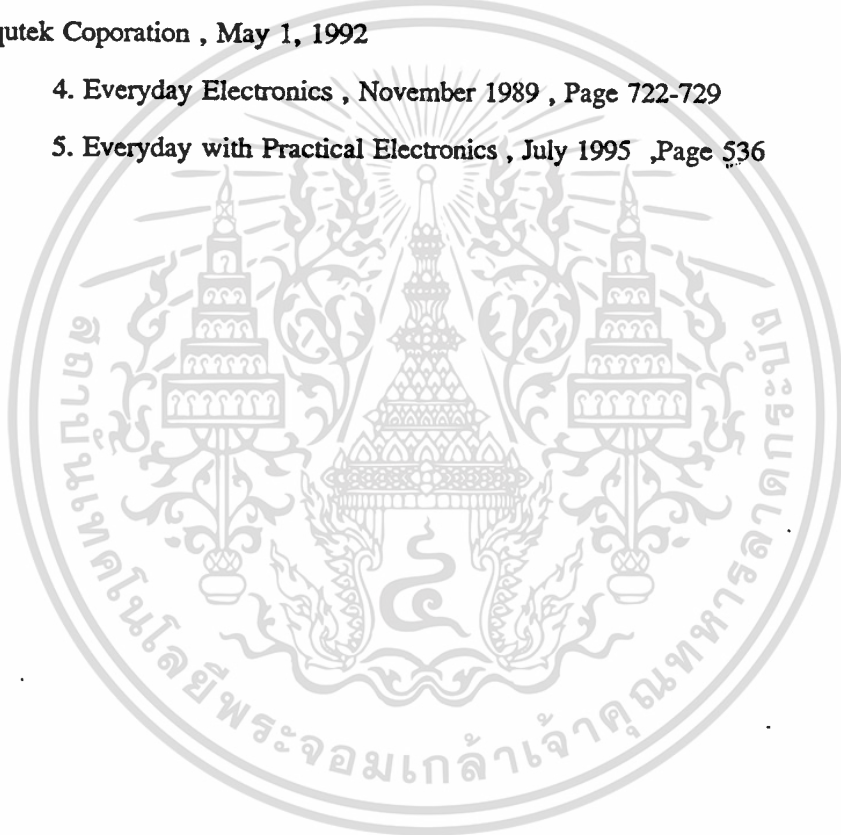 qutek Coporation , May 1, 1992
4. Everyday Electronics , November 1989 , Page 722-729
5. Everyday with Practical Electronics , July 1995 ,Page 536
สถาบันเทคโนโลยีพระจอมเกล้าเจ้าคุณทหารลาดกระบัง
๔